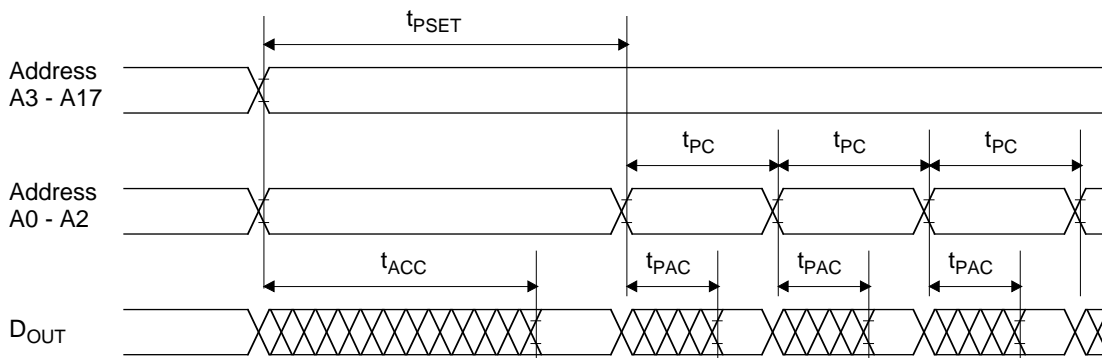 tPSET
Address
A3 - A17
tPC tPC tPC
Address
A0 - A2
tACC tPAC tPAC tPAC
DOUT